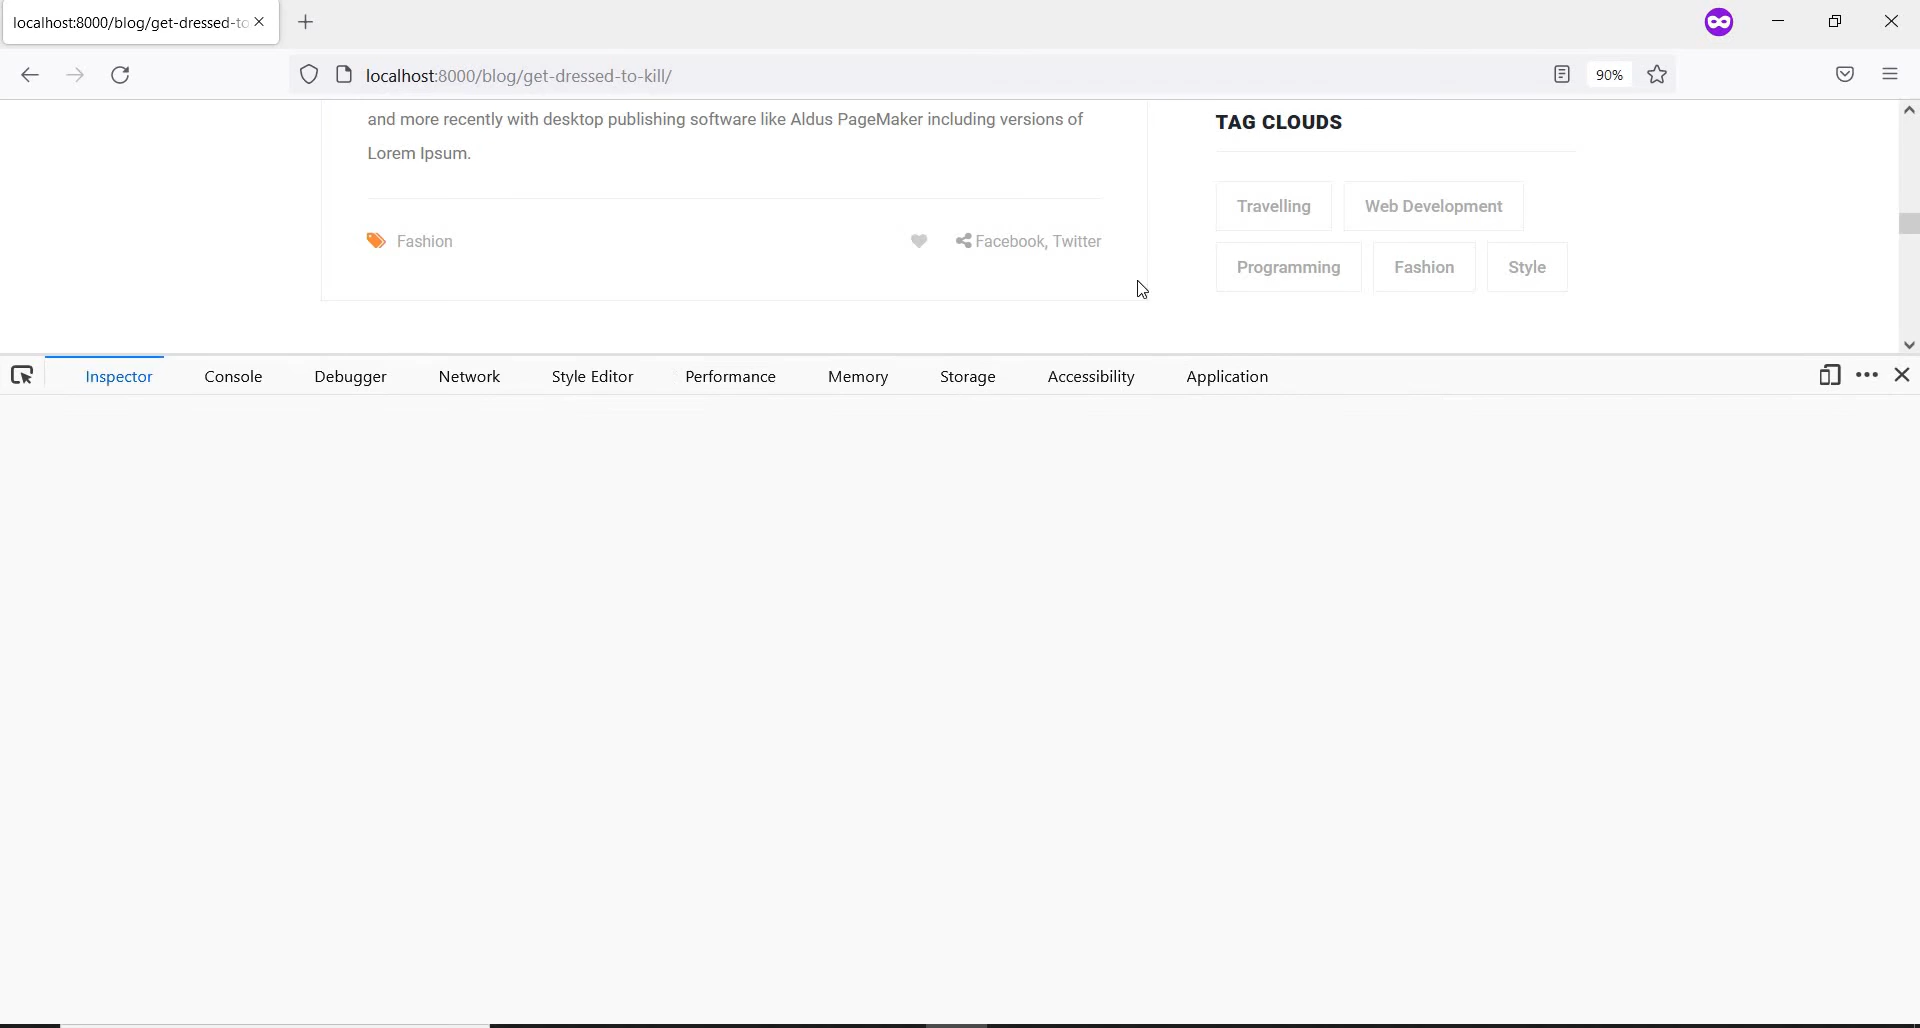 localhost:8000/blog/get-dressed-to
localhost:8000/blog/get-dressed-to-kill/
90%
and more recently with desktop publishing software like Aldus PageMaker including versions of
Lorem Ipsum.
Fashion
Facebook, Twitter
TAG CLOUDS
Travelling
Web Development
Programming
Fashion
Style
Inspector
Console
Debugger
Network
Style Editor
Performance
Memory
Storage
Accessibility
Application